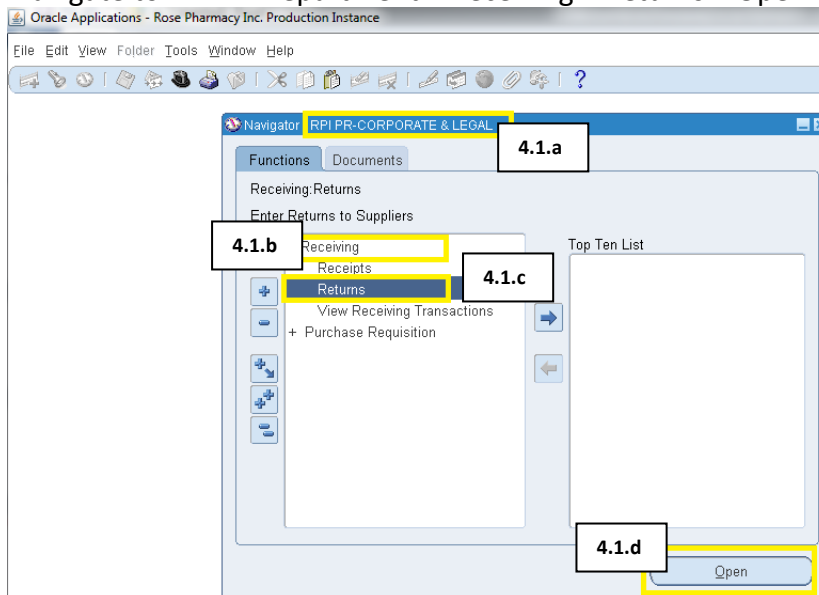 Oracle Applications - Rose Pharmacy Inc. Production Instance
File Edit View Folder Tools Window Help
?
Navigator RPI PR-CORPORATE & LEGAL
4.1.a
Functions Documents
Receiving:Returns
Enter Returns to Suppliers
4.1.b
Receiving
Top Ten List
Receipts
4.1.c
Returns
View Receiving Transactions
+ Purchase Requisition
4.1.d
Open